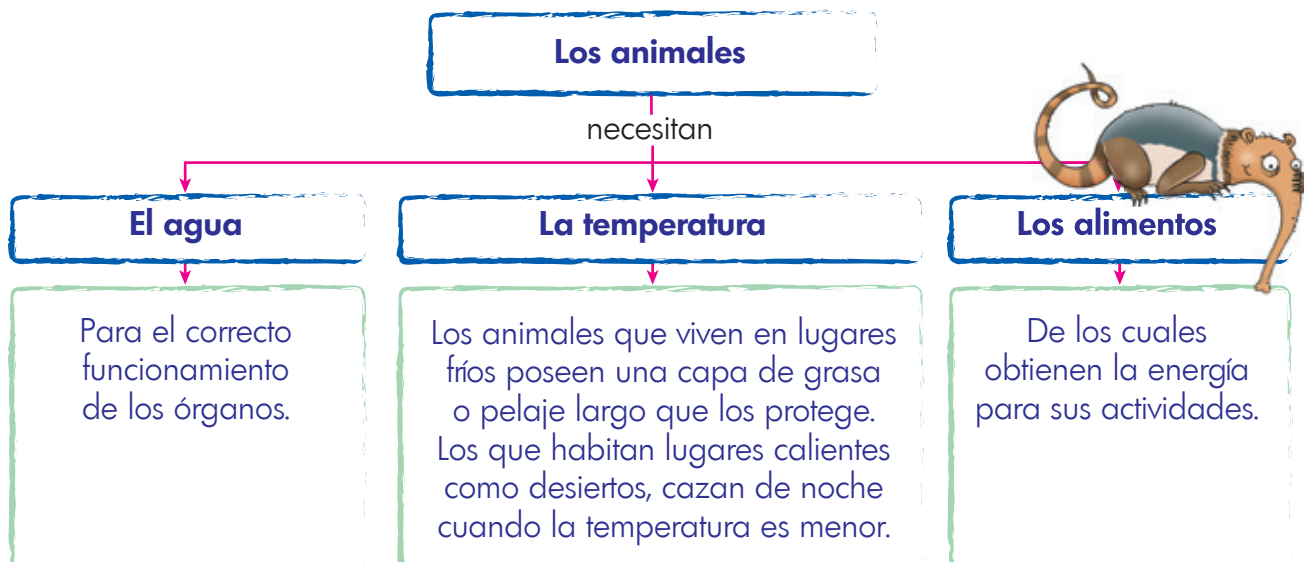 Los animales
necesitan
El agua
La temperatura
Los alimentos
Para el correcto
funcionamiento
de los órganos.
Los animales que viven en lugares
fríos poseen una capa de grasa
o pelaje largo que los protege.
Los que habitan lugares calientes
como desiertos, cazan de noche
cuando la temperatura es menor.
De los cuales
obtienen la energía
para sus actividades.